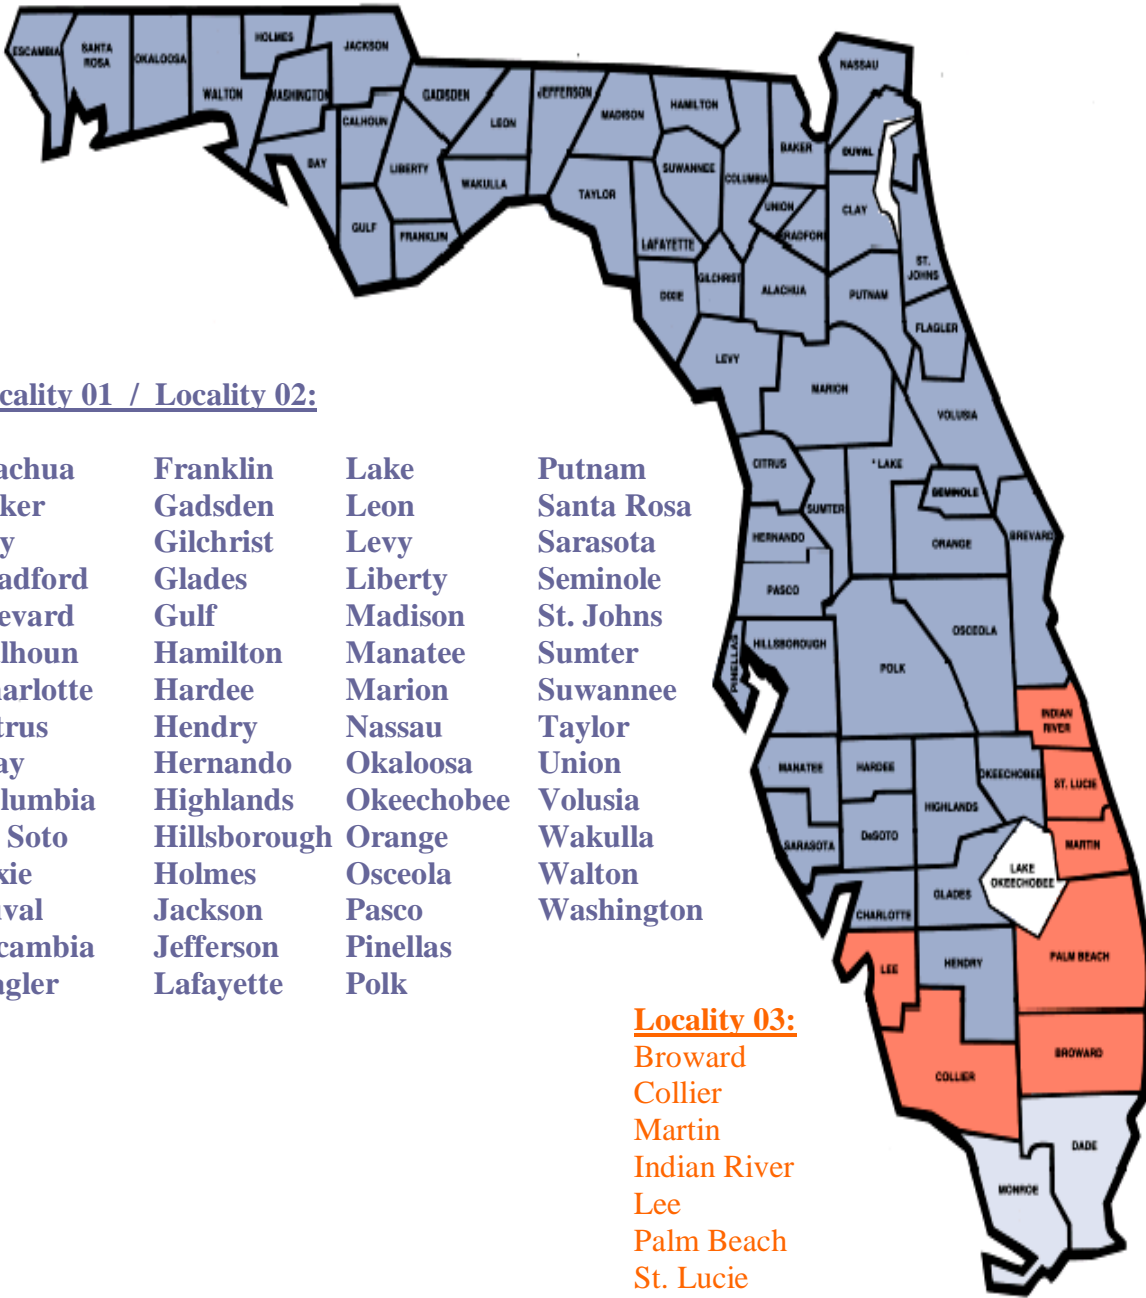 ESCAMBIA
SANTA
ROSA
OKALOOSA
HOLMES
JACKSON
WALTON
WASHINGTON
BAY
CALHOUN
GADISDEN
LEON
JEFFERSON
MADISON
HAMILTON
LIBERTY
WAKULLA
GULF
FRANKLIN
TAYLOR
SUWANNEE
COLUMBIA
BAKER
NASSAU
DUVAL
UNION
BRADFORD
CLAY
LAFAYETTE
DIXIE
GILCHRIST
ALACHUA
PUTNAM
ST.
JOHNS
FLAGLER
LEVY
MARION
VOLUSIA
CITRUS
SUMTER
LAKE
SEMINOLE
HERNANDO
ORANGE
BREVARD
PASCO
PINELLAS
HILLSBOROUGH
POLK
OSCEOLA
INDIAN
RIVER
MANATEE
HARDEE
OKEECHOBEE
ST. LUCIE
HIGHLANDS
SARASOTA
DeSOTO
MARTIN
LAKE
OKEECHOBEE
GLADES
CHARLOTTE
LEE
HENDRY
PALM BEACH
COLLIER
BROWARD
DADE
MONROE
cality 01 / Locality 02:
achua Franklin Lake Putnam
ker Gadsden Leon Santa Rosa
y Gilchrist Levy Sarasota
adford Glades Liberty Seminole
evard Gulf Madison St. Johns
lhoun Hamilton Manatee Sumter
arlotte Hardee Marion Suwannee
trus Hendry Nassau Taylor
ay Hernando Okaloosa Union
lumbia Highlands Okeechobee Volusia
Soto Hillsborough Orange Wakulla
xie Holmes Osceola Walton
uval Jackson Pasco Washington
cambia Jefferson Pinellas
agler Lafayette Polk
Locality 03:
Broward
Collier
Martin
Indian River
Lee
Palm Beach
St. Lucie